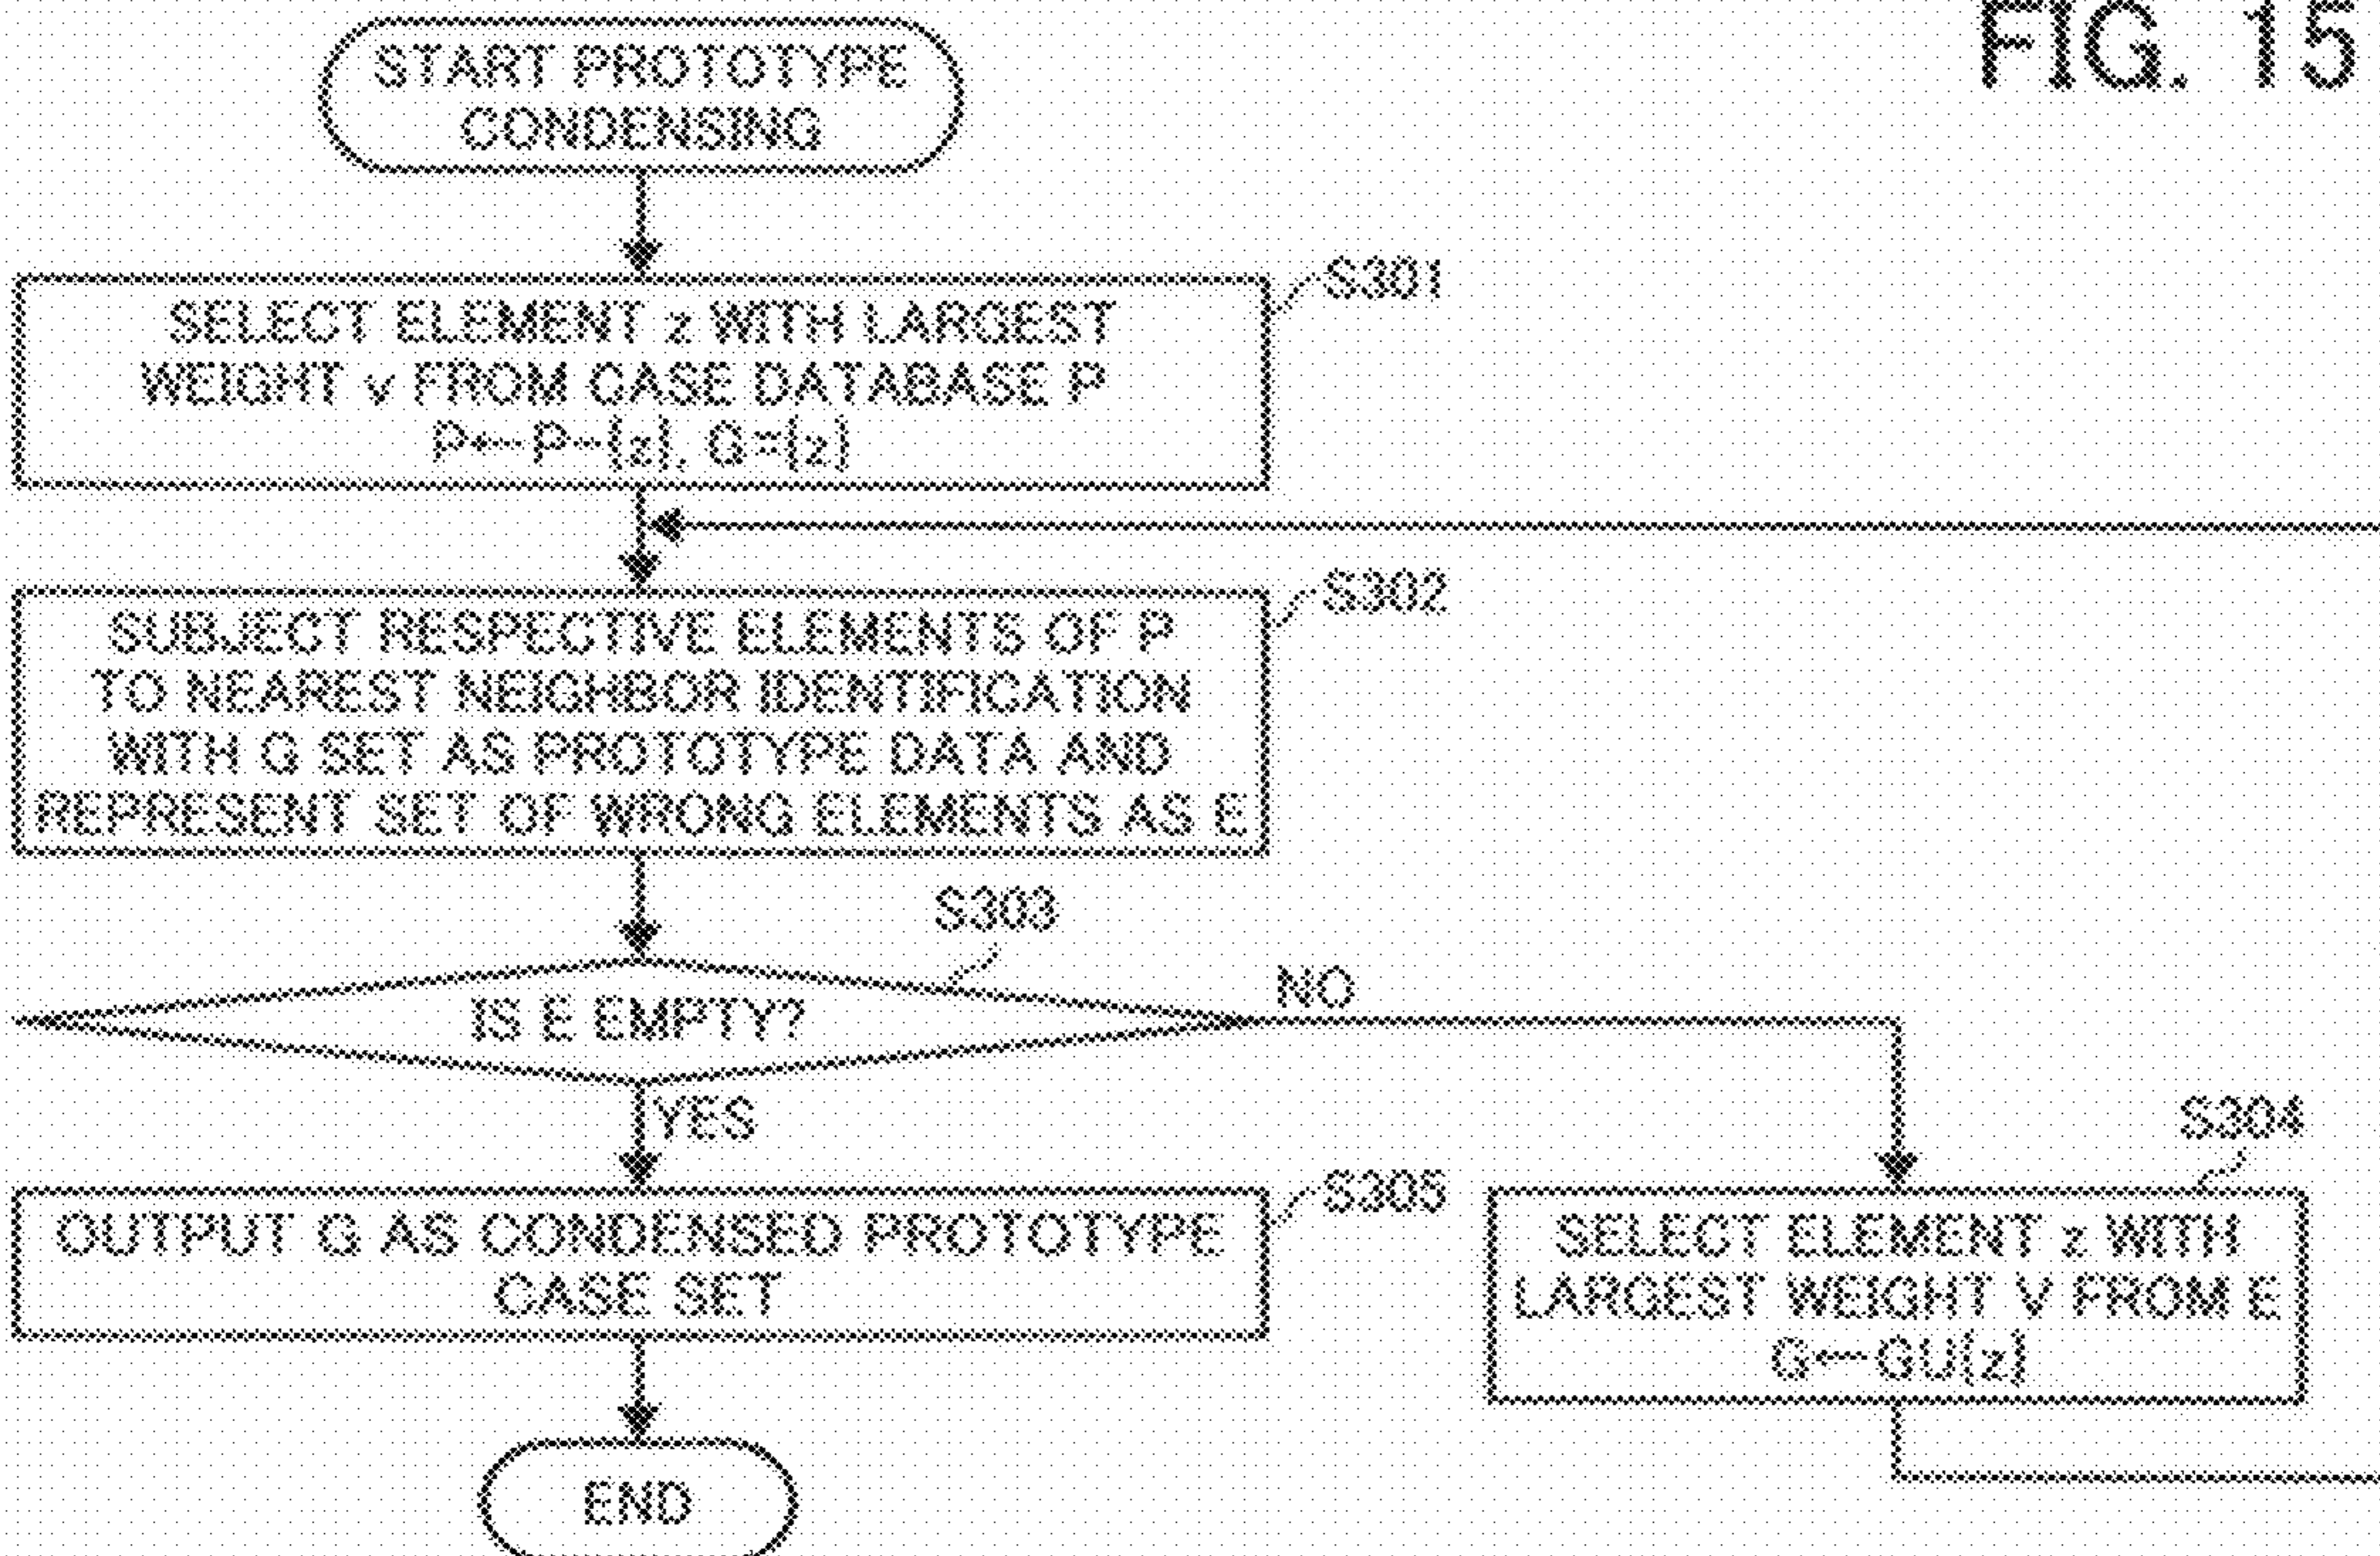 FIG. 15
START PROTOTYPE
CONDENSING
S301
SELECT ELEMENT z WITH LARGEST
WEIGHT v FROM CASE DATABASE P
P←P-{z}, G={z}
S302
SUBJECT RESPECTIVE ELEMENTS OF P
TO NEAREST NEIGHBOR IDENTIFICATION
WITH G SET AS PROTOTYPE DATA AND
REPRESENT SET OF WRONG ELEMENTS AS E
S303
IS E EMPTY?
NO
YES
S304
SELECT ELEMENT z WITH
LARGEST WEIGHT V FROM E
G←GU{z}
S305
OUTPUT G AS CONDENSED PROTOTYPE
CASE SET
END